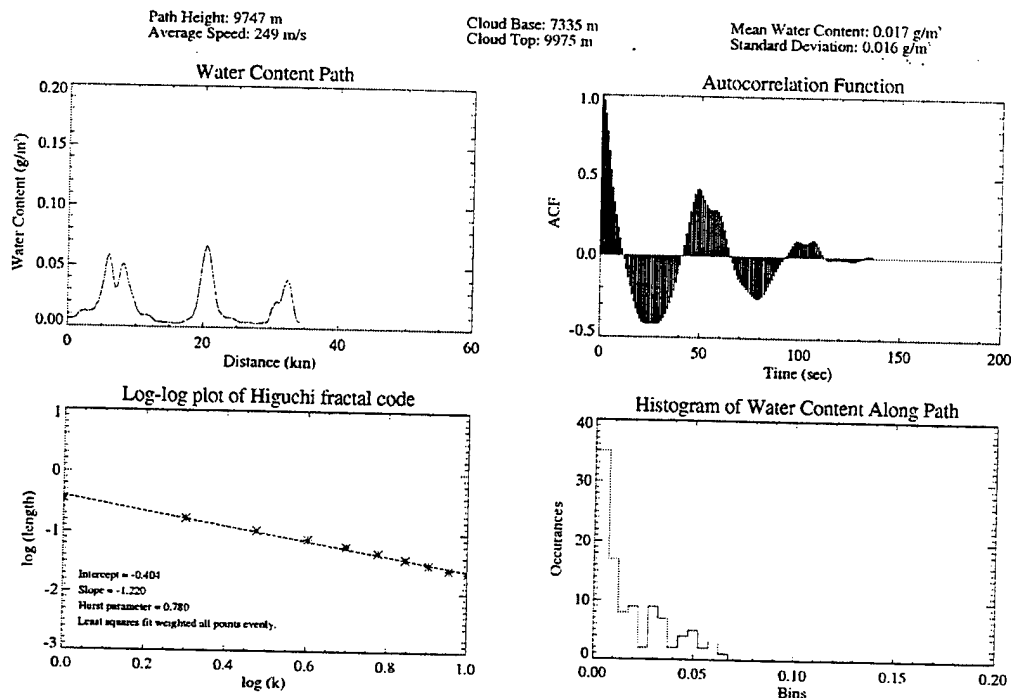 Path Height: 9747 m
Average Speed: 249 m/s
Cloud Base: 7335 m
Cloud Top: 9975 m
Mean Water Content: 0.017 g/m³
Standard Deviation: 0.016 g/m³
Water Content Path
0.20
0.15
0.10
0.05
0.00
Water Content (g/m³)
0 20 40 60
Distance (km)
Autocorrelation Function
1.0
0.5
0.0
-0.5
ACF
0 50 100 150 200
Time (sec)
Log-log plot of Higuchi fractal code
1
0
-1
-2
-3
log (length)
Intercept = -0.404
Slope = -1.220
Hurst parameter = 0.780
Least squares fit weighted all points evenly.
0.0 0.2 0.4 0.6 0.8 1.0
log (k)
Histogram of Water Content Along Path
40
30
20
10
0
Occurances
0.00 0.05 0.10 0.15 0.20
Bins